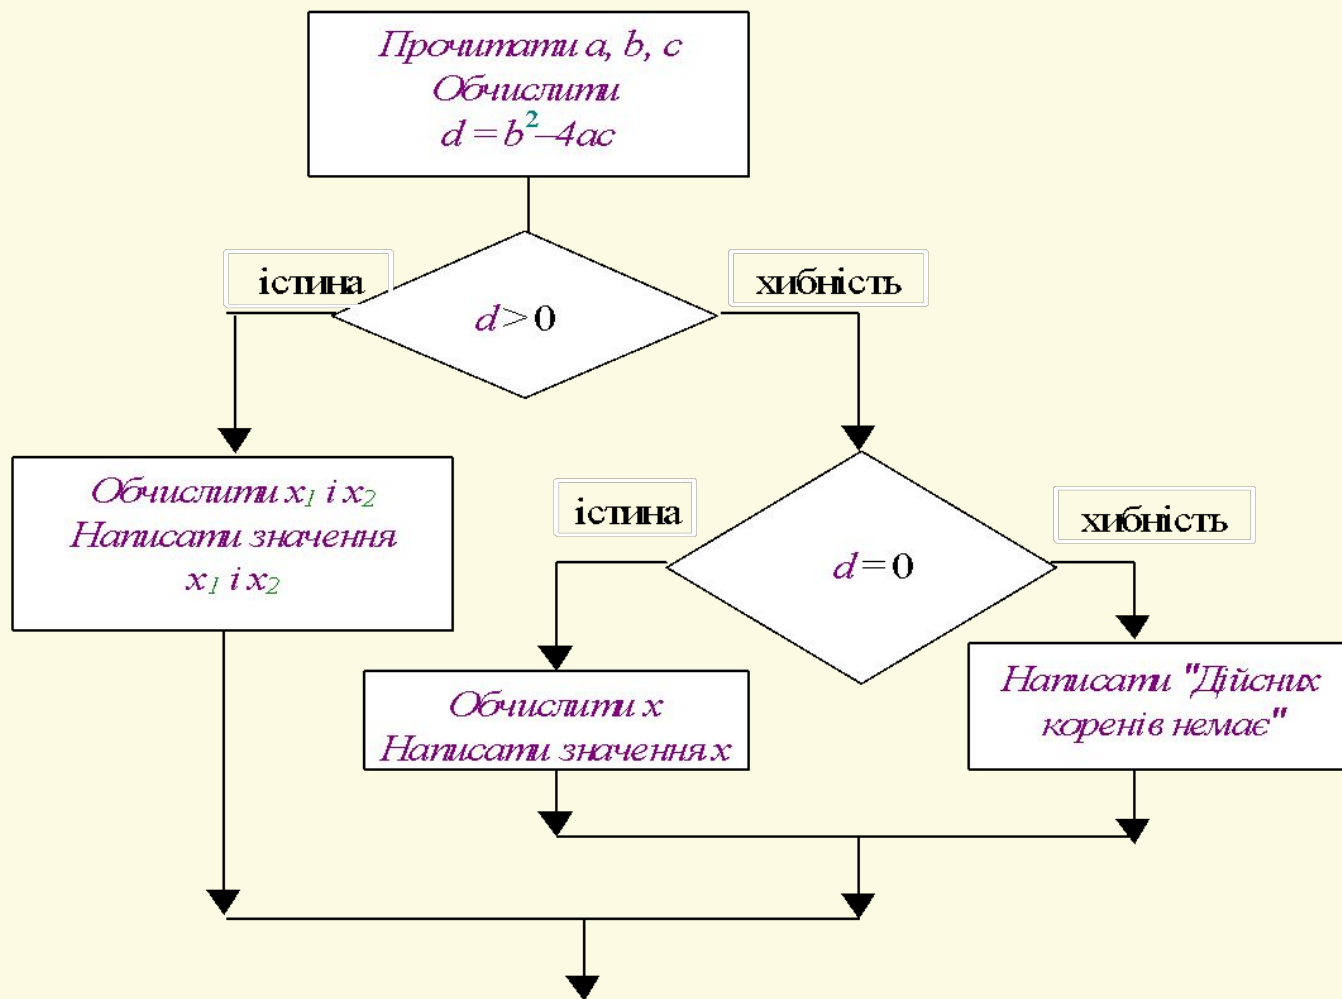 Прочитати a, b, c
Обчислити
d = b²–4ac
істина
хибність
d > 0
Обчислити x₁ і x₂
Написати значення
x₁ і x₂
істина
хибність
d = 0
Обчислити x
Написати значення x
Написати "Дійсних
коренів немає"